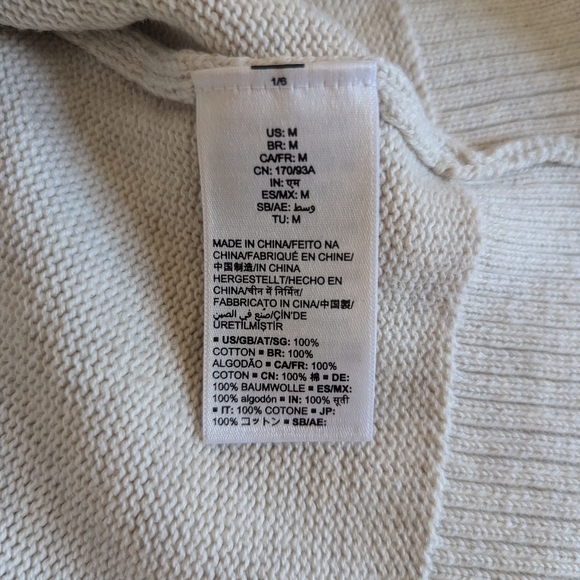 1/6
US: M
BR: M
CA/FR: M
CN: 170/93A
IN: एम
ES/MX: M
SB/AE: وسط
TU: M
MADE IN CHINA/FEITO NA
CHINA/FABRIQUÉ EN CHINE/
中国制造/IN CHINA
HERGESTELLT/HECHO EN
CHINA/चीन में निर्मित/
FABBRICATO IN CINA/中国製/
صنع في الصين/ÇİN'DE
ÜRETİLMİŞTİR
▪ US/GB/AT/SG: 100%
COTTON ▪ BR: 100%
ALGODÃO ▪ CA/FR: 100%
COTON ▪ CN: 100% 棉 ▪ DE:
100% BAUMWOLLE ▪ ES/MX:
100% algodón ▪ IN: 100% सूती
▪ IT: 100% COTONE ▪ JP:
100% コットン ▪ SB/AE: